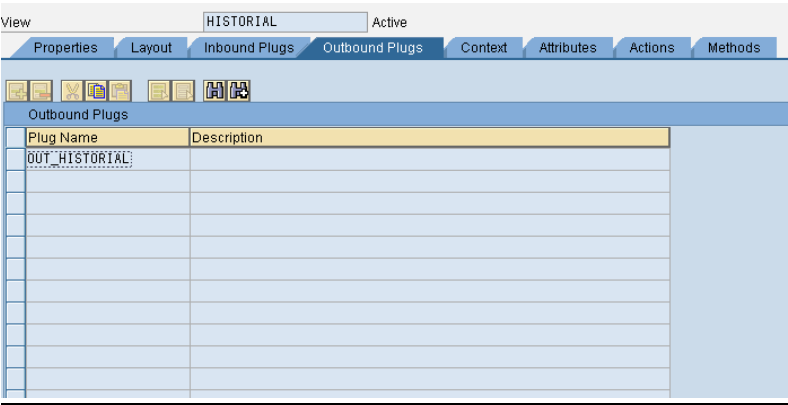 View HISTORIAL Active
Properties Layout Inbound Plugs Outbound Plugs Context Attributes Actions Methods
Outbound Plugs
Plug Name Description
OUT_HISTORIAL